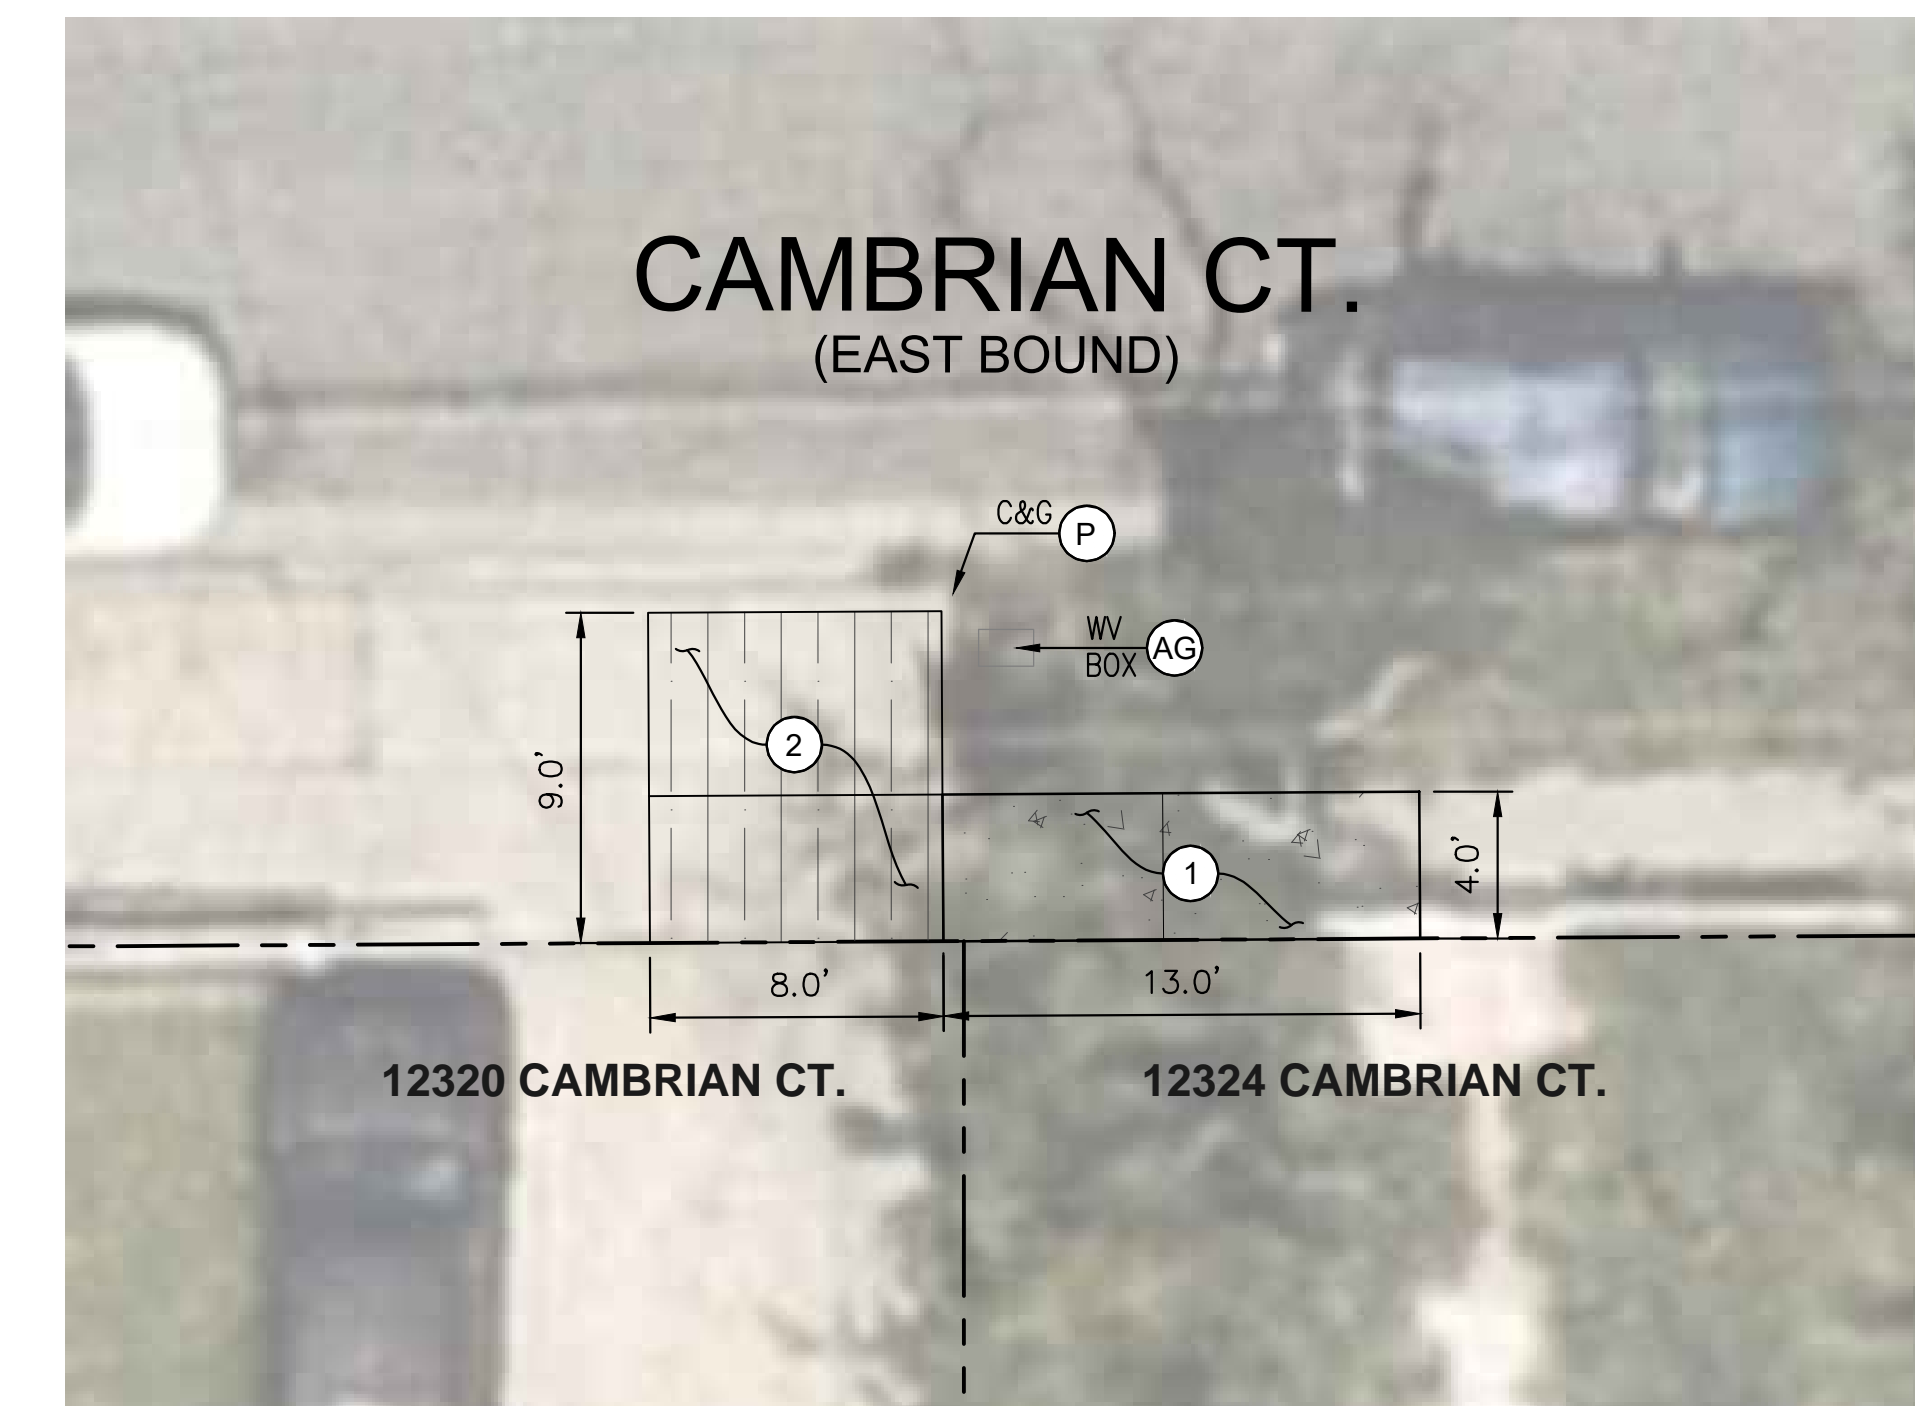 CAMBRIAN CT.
(EAST BOUND)
C&G
P
WV
BOX
AG
2
9.0'
1
4.0'
8.0'
13.0'
12320 CAMBRIAN CT.
12324 CAMBRIAN CT.